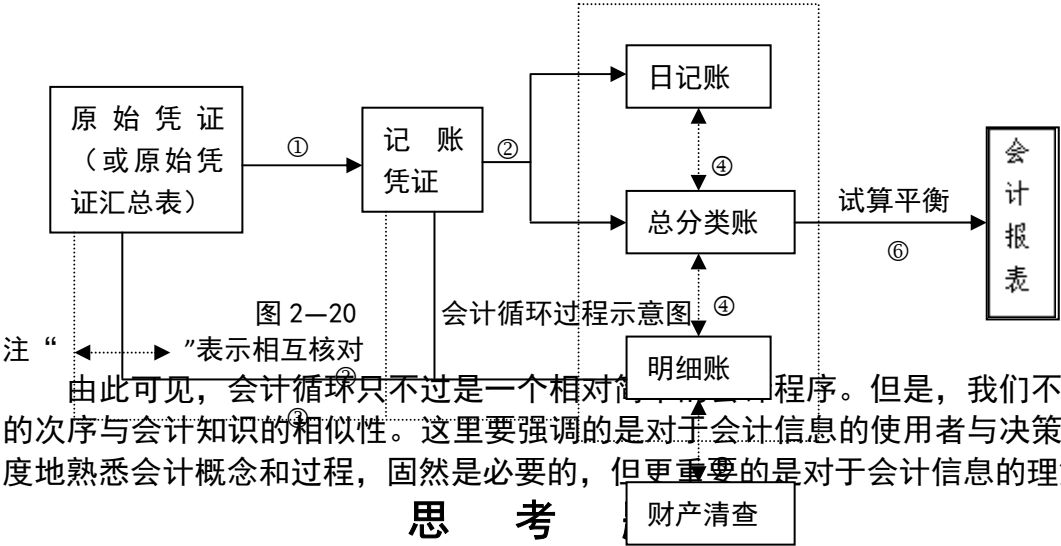 日记账
原始凭证
（或原始凭
证汇总表）
①
记 账
凭证
②
④
会
计
报
表
总分类账
试算平衡
⑥
图 2—20 会计循环过程示意图
④
注“ ”表示相互核对
明细账
②
由此可见，会计循环只不过是一个相对简 程序。但是，我们不
③
的次序与会计知识的相似性。这里要强调的是对于会计信息的使用者与决策
度地熟悉会计概念和过程，固然是必要的，但更重要的是对于会计信息的理
思 考
财产清查